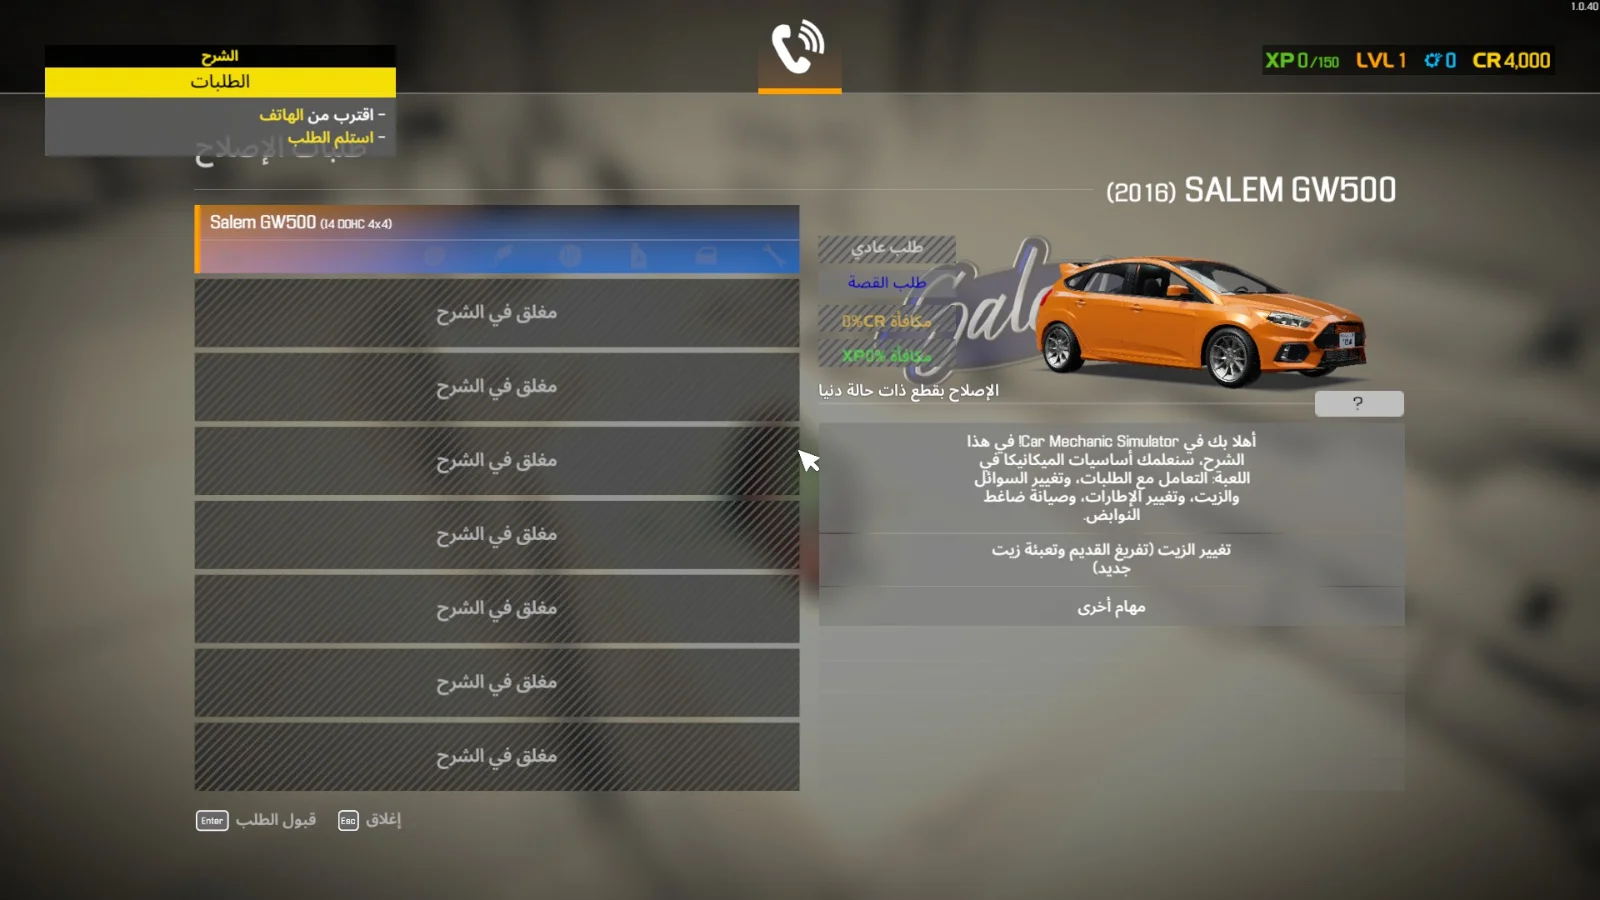 1.0.40
XP 0/150 LVL 1 0 CR 4,000
الشرح
الطلبات
- اقترب من الهاتف
- استلم الطلب
طلبات الإصلاح
(2016) SALEM GW500
Salem GW500 (I4 DOHC 4x4)
مغلق في الشرح
مغلق في الشرح
مغلق في الشرح
مغلق في الشرح
مغلق في الشرح
مغلق في الشرح
مغلق في الشرح
طلب عادي
طلب القصة
مكافأة CR%0
مكافأة XP0%
الإصلاح بقطع ذات حالة دنيا
?
أهلا بك في Car Mechanic Simulator! في هذا
الشرح، سنعلمك أساسيات الميكانيكا في
اللعبة: التعامل مع الطلبات، وتغيير السوائل
والزيت، وتغيير الإطارات، وصيانة ضاغط
النوابض.
تغيير الزيت (تفريغ القديم وتعبئة زيت
جديد)
مهام أخرى
Enter قبول الطلب Esc إغلاق